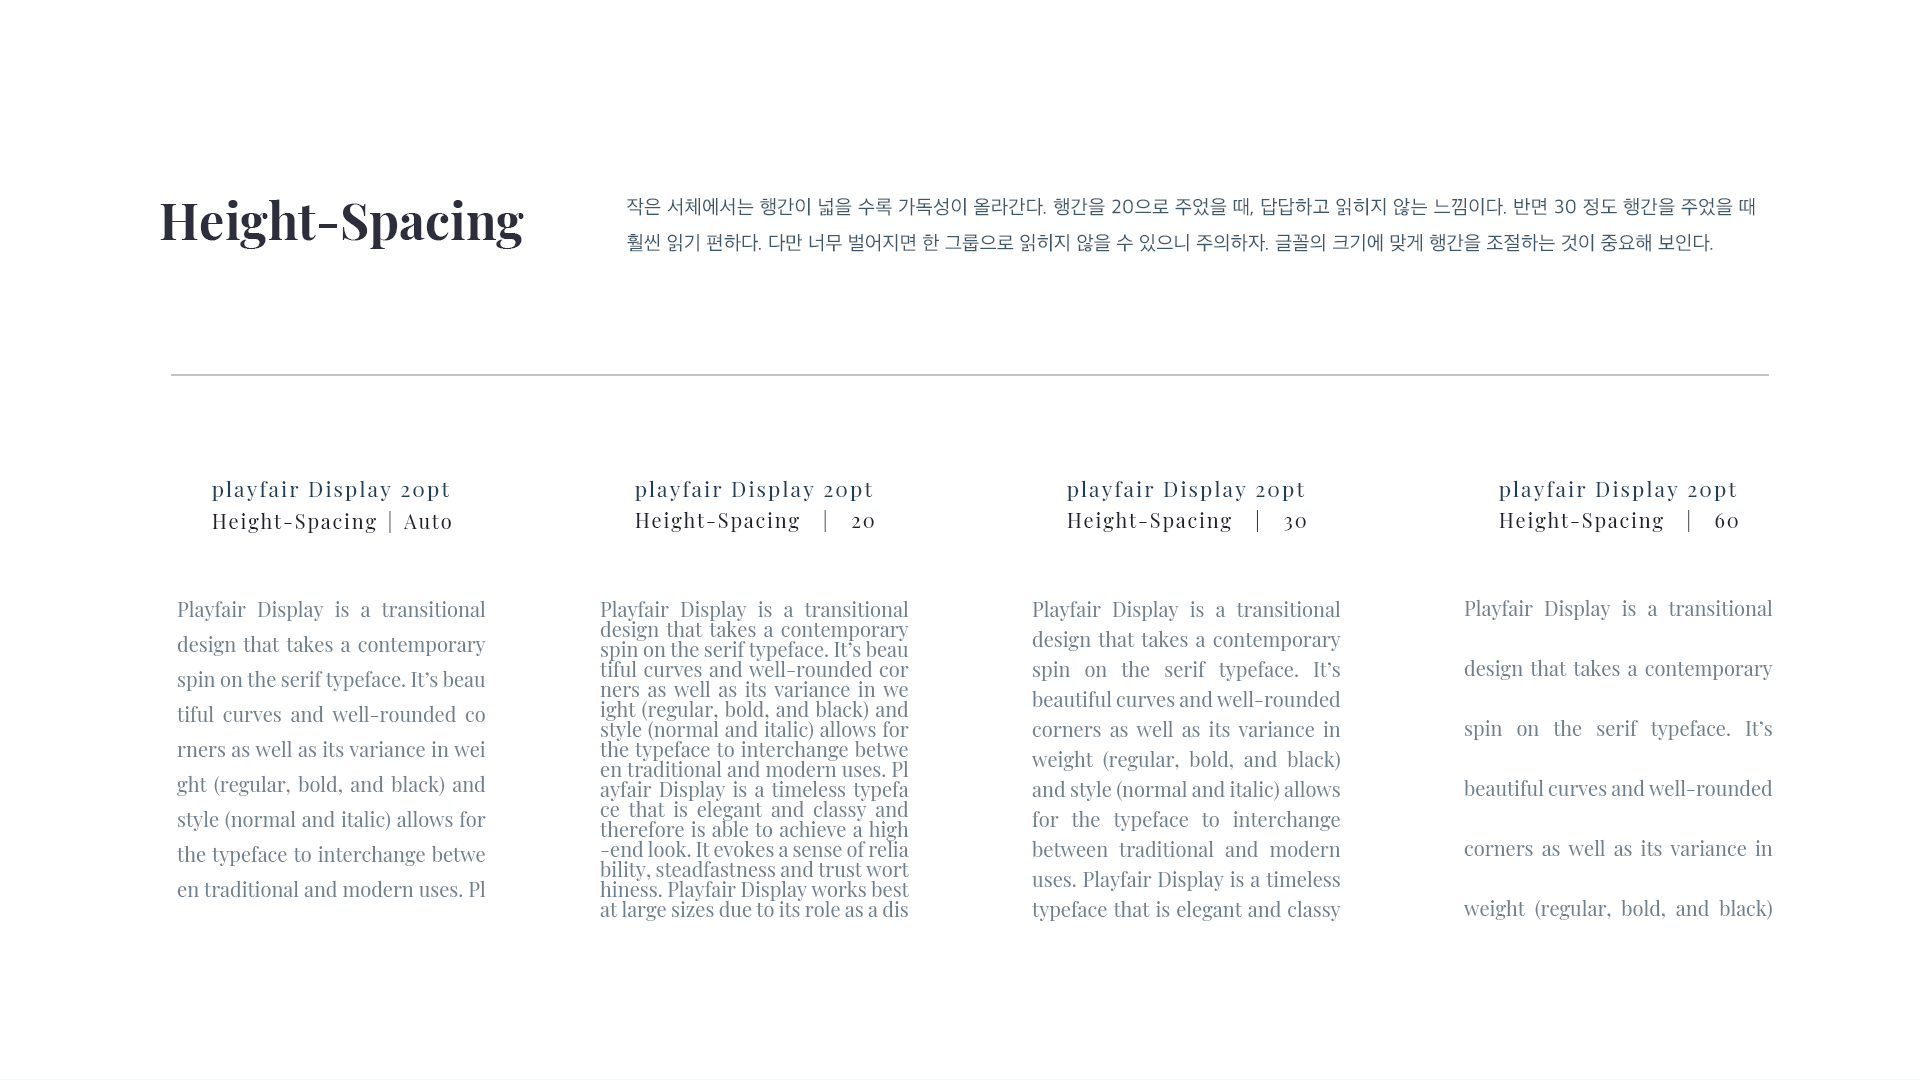 Height-Spacing
작은 서체에서는 행간이 넓을 수록 가독성이 올라간다. 행간을 20으로 주었을 때, 답답하고 읽히지 않는 느낌이다. 반면 30 정도 행간을 주었을 때
훨씬 읽기 편하다. 다만 너무 벌어지면 한 그룹으로 읽히지 않을 수 있으니 주의하자. 글꼴의 크기에 맞게 행간을 조절하는 것이 중요해 보인다.
playfair Display 20pt
Height-Spacing | Auto
Playfair Display is a transitional
design that takes a contemporary
spin on the serif typeface. It’s beau
tiful curves and well-rounded co
rners as well as its variance in wei
ght (regular, bold, and black) and
style (normal and italic) allows for
the typeface to interchange betwe
en traditional and modern uses. Pl
playfair Display 20pt
Height-Spacing | 20
Playfair Display is a transitional
design that takes a contemporary
spin on the serif typeface. It’s beau
tiful curves and well-rounded cor
ners as well as its variance in we
ight (regular, bold, and black) and
style (normal and italic) allows for
the typeface to interchange betwe
en traditional and modern uses. Pl
ayfair Display is a timeless typefa
ce that is elegant and classy and
therefore is able to achieve a high
-end look. It evokes a sense of relia
bility, steadfastness and trust wort
hiness. Playfair Display works best
at large sizes due to its role as a dis
playfair Display 20pt
Height-Spacing | 30
Playfair Display is a transitional
design that takes a contemporary
spin on the serif typeface. It’s
beautiful curves and well-rounded
corners as well as its variance in
weight (regular, bold, and black)
and style (normal and italic) allows
for the typeface to interchange
between traditional and modern
uses. Playfair Display is a timeless
typeface that is elegant and classy
playfair Display 20pt
Height-Spacing | 60
Playfair Display is a transitional
design that takes a contemporary
spin on the serif typeface. It’s
beautiful curves and well-rounded
corners as well as its variance in
weight (regular, bold, and black)